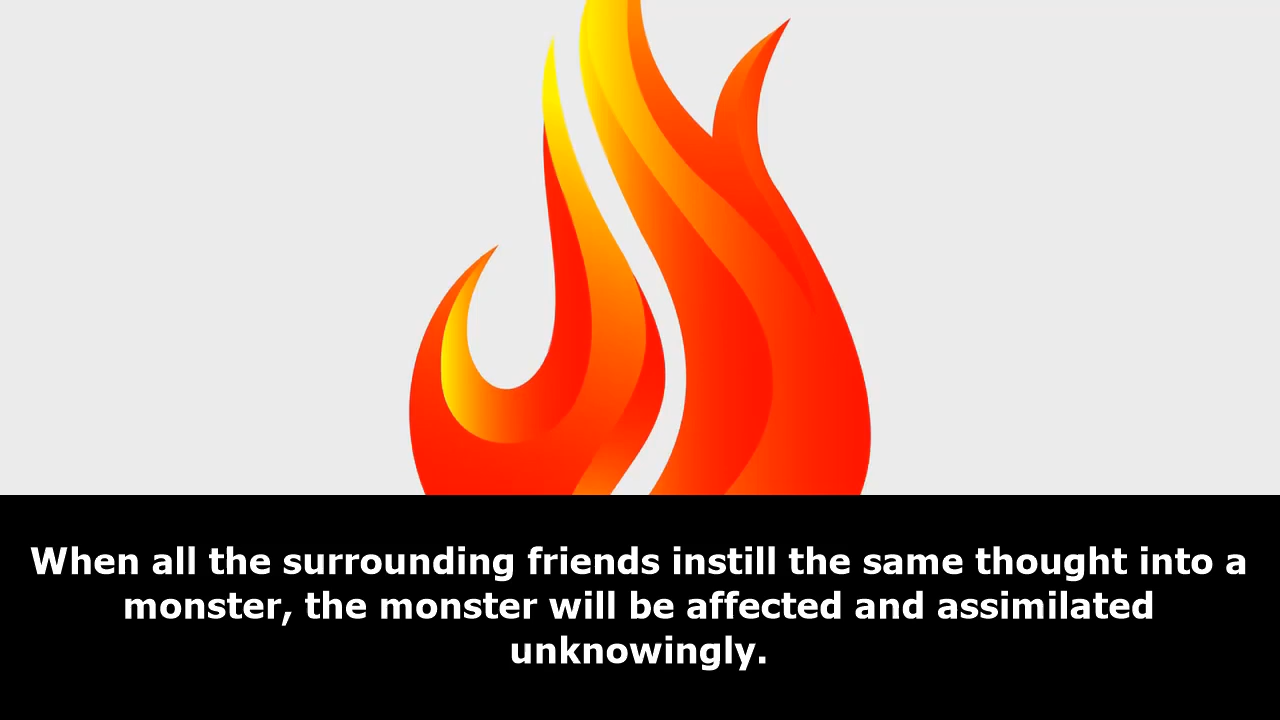 When all the surrounding friends instill the same thought into a
monster, the monster will be affected and assimilated
unknowingly.